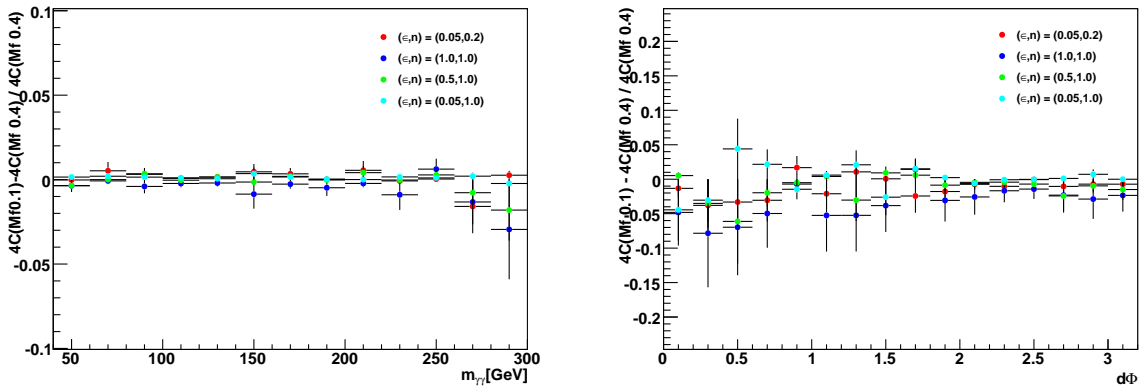 4C(Mf0.1)-4C(Mf 0.4) / 4C(Mf 0.4)
0.1
0.05
0
-0.05
-0.1
50
100
150
200
250
300
mγγ[GeV]
(∈,n) = (0.05,0.2)
(∈,n) = (1.0,1.0)
(∈,n) = (0.5,1.0)
(∈,n) = (0.05,1.0)
4C(Mf 0.1) - 4C(Mf 0.4) / 4C(Mf 0.4)
0.2
0.15
0.1
0.05
0
-0.05
-0.1
-0.15
-0.2
0
0.5
1
1.5
2
2.5
3
dΦ
(∈,n) = (0.05,0.2)
(∈,n) = (1.0,1.0)
(∈,n) = (0.5,1.0)
(∈,n) = (0.05,1.0)